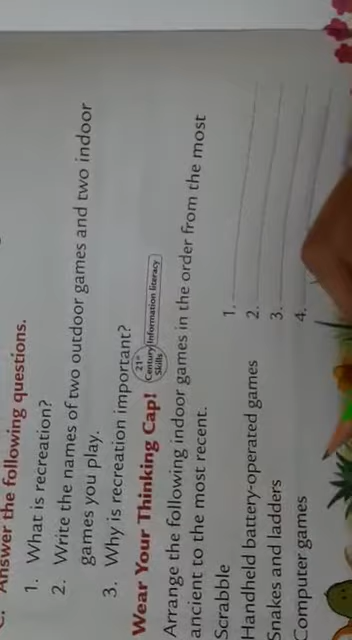 C. Answer the following questions.
1. What is recreation?
2. Write the names of two outdoor games and two indoor
games you play.
3. Why is recreation important?
Wear Your Thinking Cap! 21st Century Skills Information literacy
Arrange the following indoor games in the order from the most
ancient to the most recent.
Scrabble 1.
Handheld battery-operated games 2.
Snakes and ladders 3.
Computer games 4.